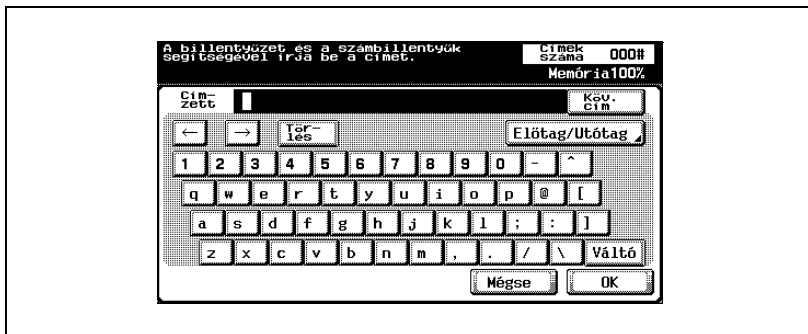 A billentyűzet és a számbillentyűk
segítségével írja be a címet.
Címek
száma
000#
Memória100%
Cím-
zett
Köv.
cím
← → Tör-
lés
Előtag/Utótag
1 2 3 4 5 6 7 8 9 0 - ^
q w e r t y u i o p @ [
a s d f g h j k l ; : ]
z x c v b n m , . / \ Váltó
Mégse OK